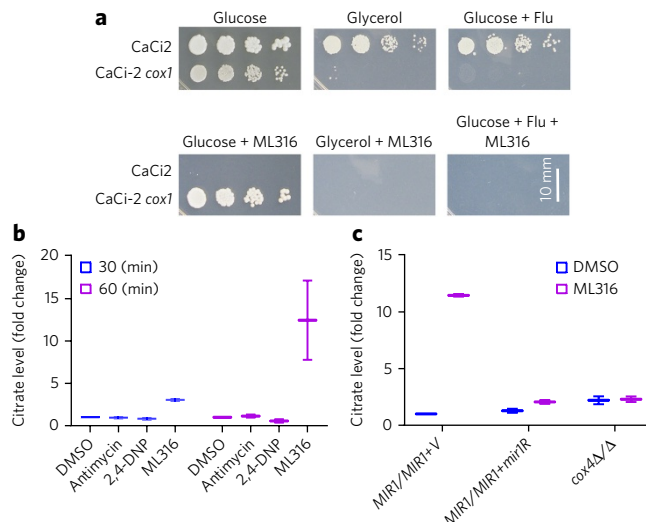 a
Glucose
Glycerol
Glucose + Flu
CaCi2
CaCi-2 cox1
Glucose + ML316
Glycerol + ML316
Glucose + Flu +
ML316
CaCi2
CaCi-2 cox1
10 mm
b
Citrate level (fold change)
20
15
10
5
0
30 (min)
60 (min)
DMSO
Antimycin
2,4-DNP
ML316
DMSO
Antimycin
2,4-DNP
ML316
c
Citrate level (fold change)
15
10
5
0
DMSO
ML316
MIR1/MIR1+V
MIR1/MIR1+mir1R
cox4Δ/Δ